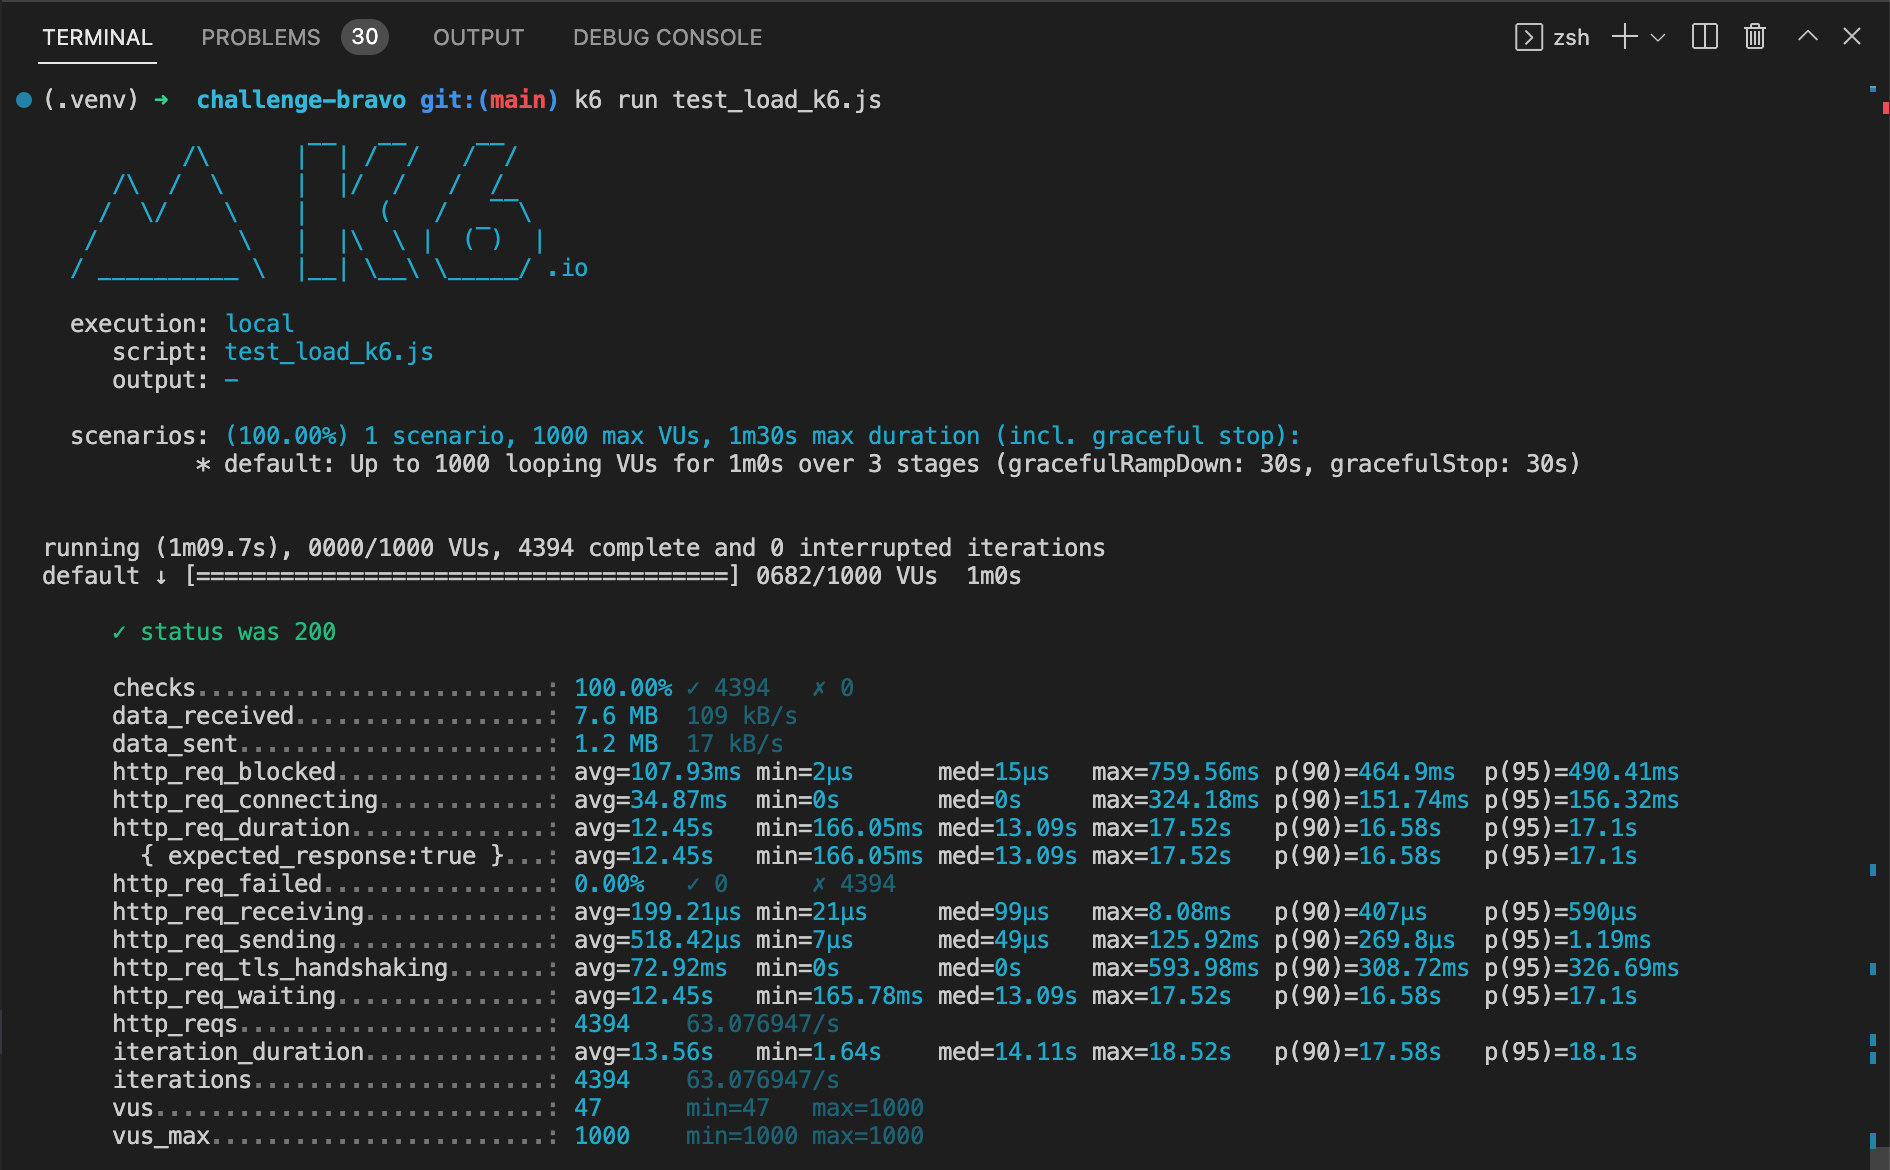 TERMINAL PROBLEMS 30 OUTPUT DEBUG CONSOLE zsh
(.venv) ➜ challenge-bravo git:(main) k6 run test_load_k6.js
          /\      |‾‾| /‾‾/   /‾‾/
     /\  /  \     |  |/  /   /  /
    /  \/    \    |     (   /   ‾‾\
   /          \   |  |\  \ |  (‾)  |
  / __________ \  |__| \__\ \_____/ .io
execution: local
script: test_load_k6.js
output: -
scenarios: (100.00%) 1 scenario, 1000 max VUs, 1m30s max duration (incl. graceful stop):
* default: Up to 1000 looping VUs for 1m0s over 3 stages (gracefulRampDown: 30s, gracefulStop: 30s)
running (1m09.7s), 0000/1000 VUs, 4394 complete and 0 interrupted iterations
default ↓ [======================================] 0682/1000 VUs  1m0s
✓ status was 200
checks.........................: 100.00% ✓ 4394   ✗ 0
data_received..................: 7.6 MB  109 kB/s
data_sent......................: 1.2 MB  17 kB/s
http_req_blocked...............: avg=107.93ms min=2µs      med=15µs   max=759.56ms p(90)=464.9ms  p(95)=490.41ms
http_req_connecting............: avg=34.87ms  min=0s       med=0s     max=324.18ms p(90)=151.74ms p(95)=156.32ms
http_req_duration..............: avg=12.45s   min=166.05ms med=13.09s max=17.52s   p(90)=16.58s   p(95)=17.1s
{ expected_response:true }...: avg=12.45s   min=166.05ms med=13.09s max=17.52s   p(90)=16.58s   p(95)=17.1s
http_req_failed................: 0.00%   ✓ 0      ✗ 4394
http_req_receiving.............: avg=199.21µs min=21µs     med=99µs   max=8.08ms   p(90)=407µs    p(95)=590µs
http_req_sending...............: avg=518.42µs min=7µs      med=49µs   max=125.92ms p(90)=269.8µs  p(95)=1.19ms
http_req_tls_handshaking.......: avg=72.92ms  min=0s       med=0s     max=593.98ms p(90)=308.72ms p(95)=326.69ms
http_req_waiting...............: avg=12.45s   min=165.78ms med=13.09s max=17.52s   p(90)=16.58s   p(95)=17.1s
http_reqs......................: 4394    63.076947/s
iteration_duration.............: avg=13.56s   min=1.64s    med=14.11s max=18.52s   p(90)=17.58s   p(95)=18.1s
iterations.....................: 4394    63.076947/s
vus............................: 47      min=47   max=1000
vus_max........................: 1000    min=1000 max=1000